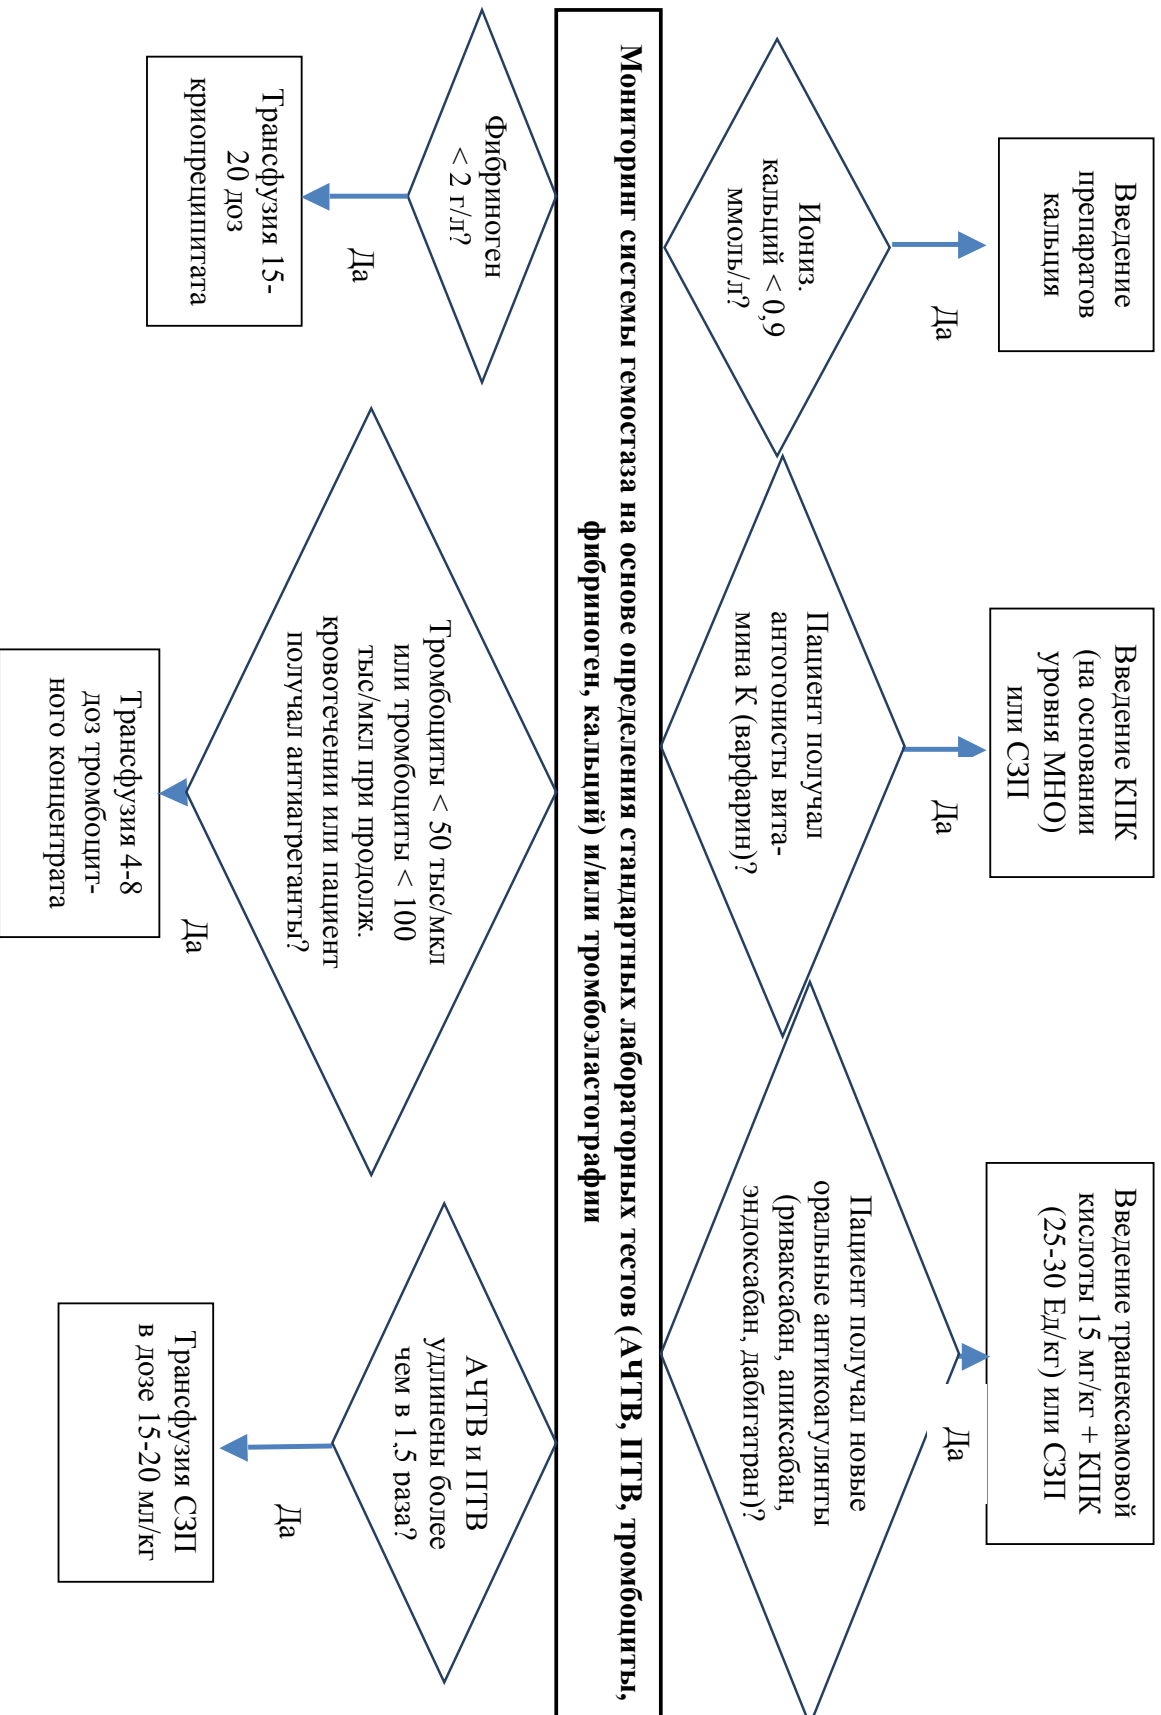 Введение
препаратов
кальция
Да
Иониз.
кальций < 0,9
ммоль/л?
Введение КПК
(на основании
уровня МНО)
или СЗП
Да
Пациент получал
антогонисты вита-
мина К (варфарин)?
Введение транексамовой
кислоты 15 мг/кг + КПК
(25-30 Ед/кг) или СЗП
Да
Пациент получал новые
оральные антикоагулянты
(риваксабан, апиксабан,
эндоксабан, дабигатран)?
Мониторинг системы гемостаза на основе определения стандартных лабораторных тестов (АЧТВ, ПТВ, тромбоциты,
фибриноген, кальций) и/или тромбоэластографии
Фибриноген
< 2 г/л?
Да
Трансфузия 15-
20 доз
криопреципитата
Тромбоциты < 50 тыс/мкл
или тромбоциты < 100
тыс/мкл при продолж.
кровотечении или пациент
получал антиагреганты?
Да
Трансфузия 4-8
доз тромбоцит-
ного концентрата
АЧТВ и ПТВ
удлинены более
чем в 1,5 раза?
Да
Трансфузия СЗП
в дозе 15-20 мл/кг